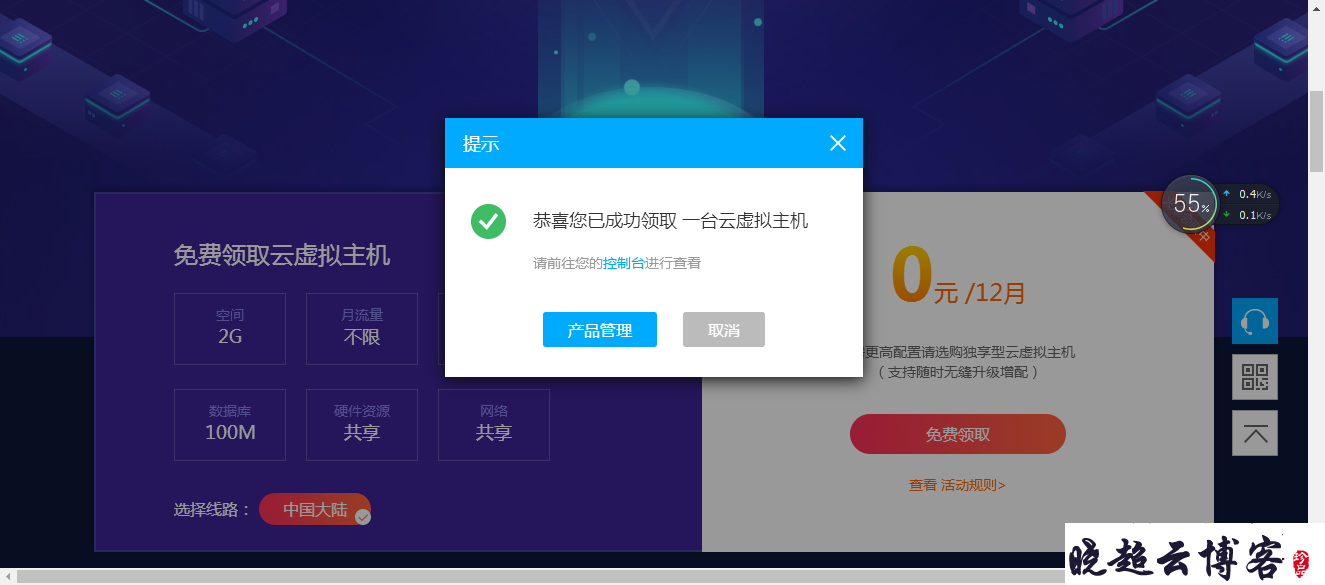 提示
恭喜您已成功领取 一台云虚拟主机
请前往您的控制台进行查看
产品管理
取消
免费领取云虚拟主机
空间
2G
月流量
不限
数据库
100M
硬件资源
共享
网络
共享
选择线路：
中国大陆
55%
0.4K/s
0.1K/s
中
0元 /12月
更高配置请选购独享型云虚拟主机
（支持随时无缝升级增配）
免费领取
查看 活动规则>
晓超云博客